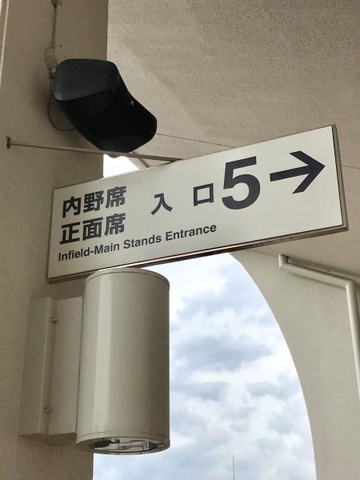 内野席
正面席
入口 5→
Infield-Main Stands Entrance